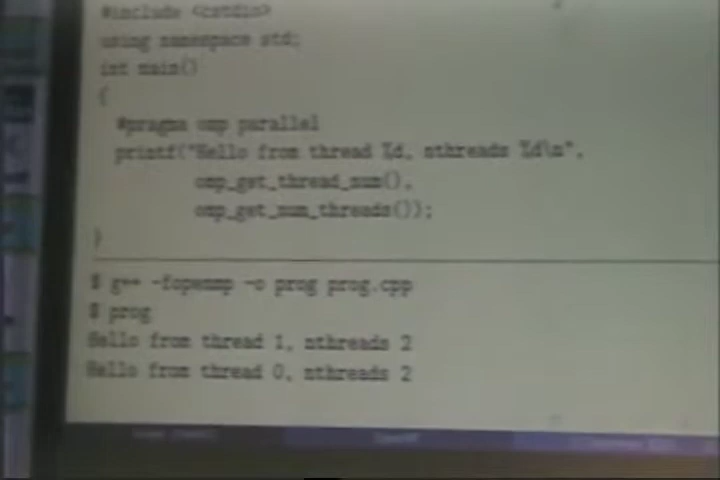 #include <cstdio>
using namespace std;
int main()
{
#pragma omp parallel
printf("Hello from thread %d, nthreads %d\n",
omp_get_thread_num(),
omp_get_num_threads());
}
$ g++ -fopenmp -o prog prog.cpp
$ prog
Hello from thread 1, nthreads 2
Hello from thread 0, nthreads 2